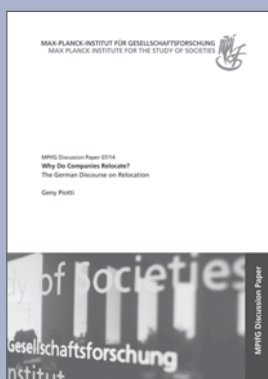 MAX-PLANCK-INSTITUT FÜR GESELLSCHAFTSFORSCHUNG
MAX PLANCK INSTITUTE FOR THE STUDY OF SOCIETIES
MPIfG Discussion Paper 07/14
Why Do Companies Relocate?
The German Discourse on Relocation
Geny Piotti
y of Societies
Gesellschaftsforschung
nstitut
MPIfG Discussion Paper